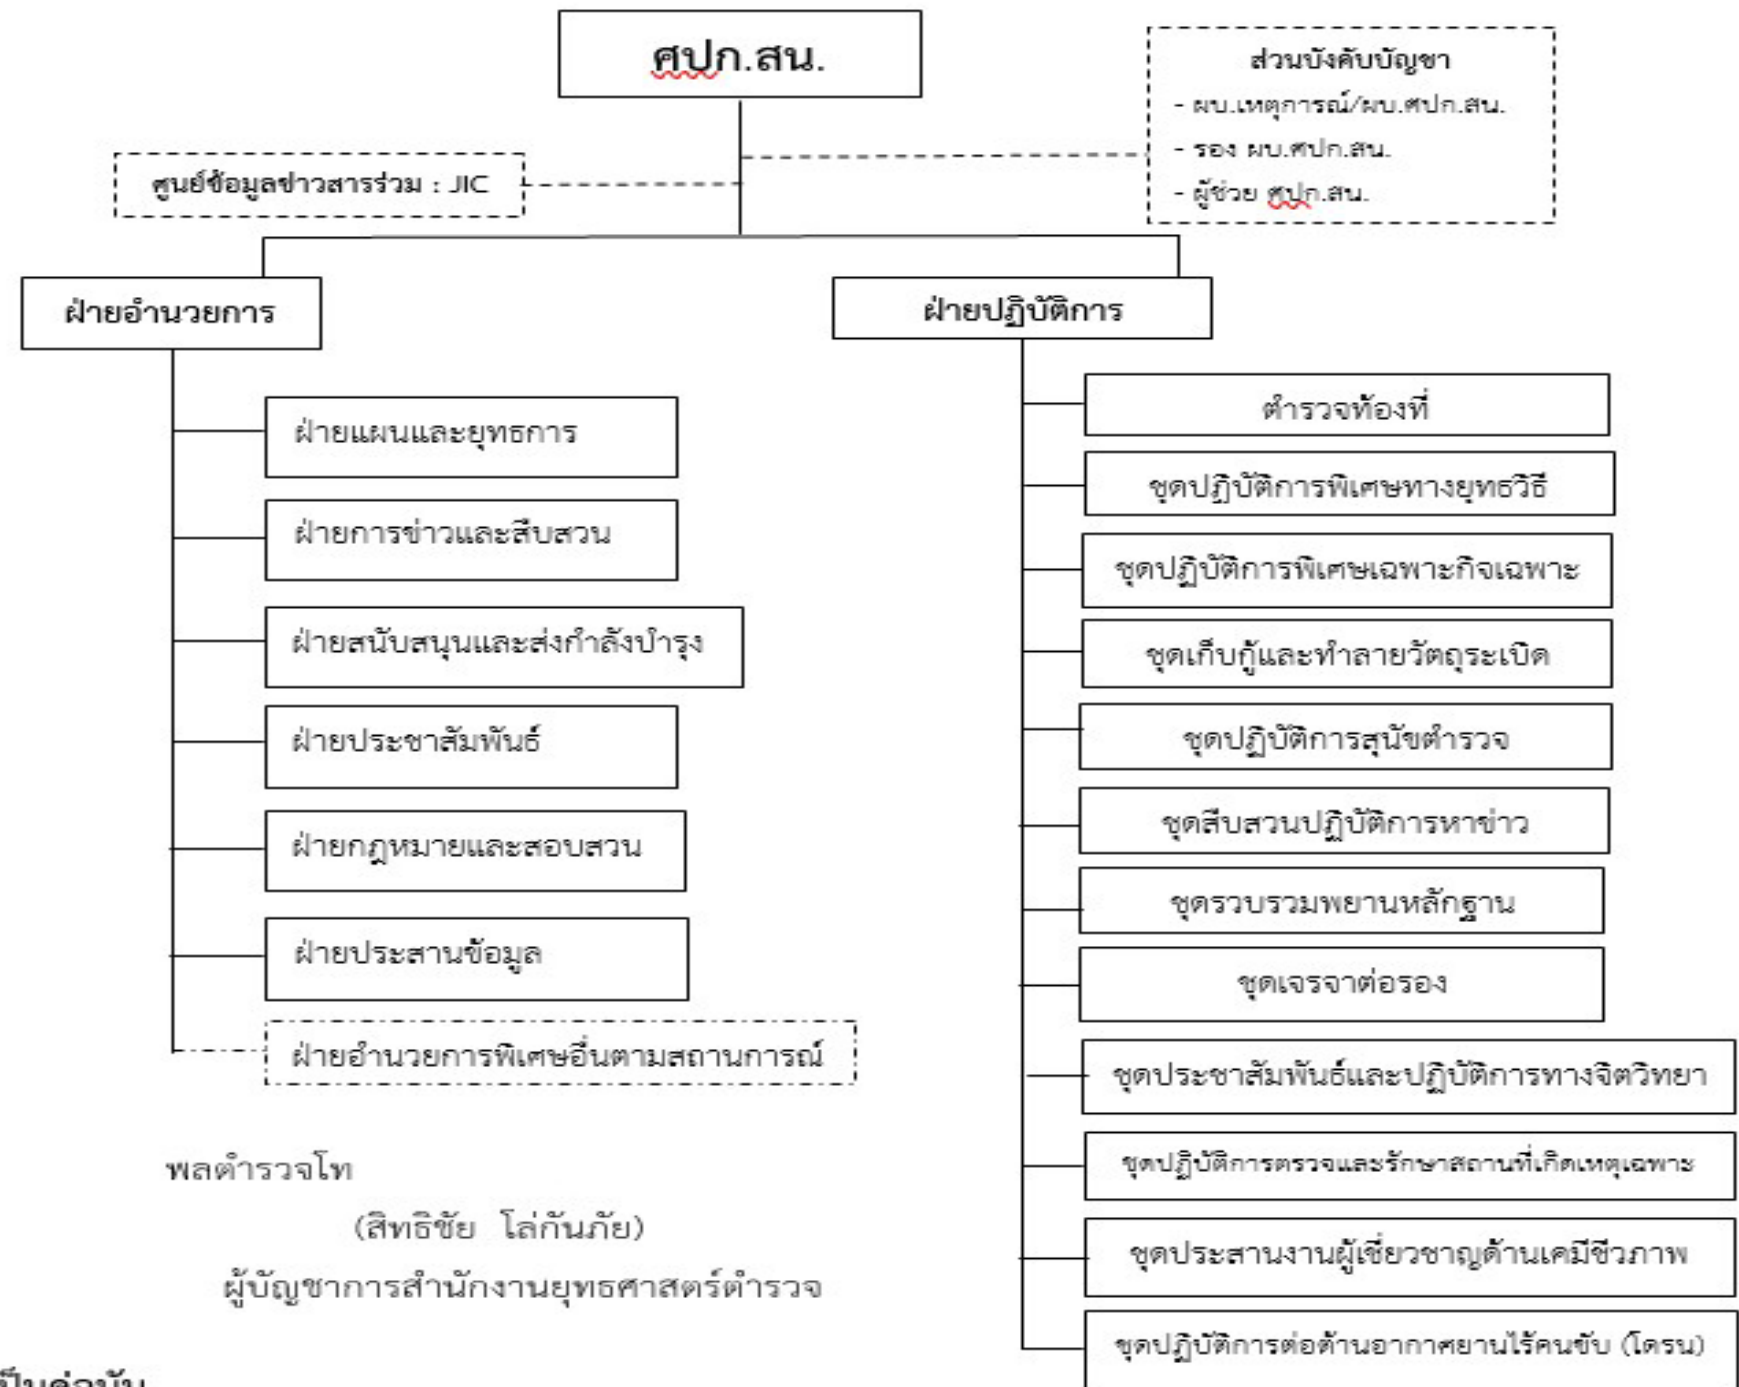 ศปก.สน.
ส่วนบังคับบัญชา
- ผบ.เหตุการณ์/ผบ.ศปก.สน.
- รอง ผบ.ศปก.สน.
- ผู้ช่วย ศปก.สน.
ศูนย์ข้อมูลข่าวสารร่วม : JIC
ฝ่ายอำนวยการ
ฝ่ายแผนและยุทธการ
ฝ่ายการข่าวและสืบสวน
ฝ่ายสนับสนุนและส่งกำลังบำรุง
ฝ่ายประชาสัมพันธ์
ฝ่ายกฎหมายและสอบสวน
ฝ่ายประสานข้อมูล
ฝ่ายอำนวยการพิเศษอื่นตามสถานการณ์
ฝ่ายปฏิบัติการ
ตำรวจท้องที่
ชุดปฏิบัติการพิเศษทางยุทธวิธี
ชุดปฏิบัติการพิเศษเฉพาะกิจเฉพาะ
ชุดเก็บกู้และทำลายวัตถุระเบิด
ชุดปฏิบัติการสุนัขตำรวจ
ชุดสืบสวนปฏิบัติการหาข่าว
ชุดรวบรวมพยานหลักฐาน
ชุดเจรจาต่อรอง
ชุดประชาสัมพันธ์และปฏิบัติการทางจิตวิทยา
ชุดปฏิบัติการตรวจและรักษาสถานที่เกิดเหตุเฉพาะ
ชุดประสานงานผู้เชี่ยวชาญด้านเคมีชีวภาพ
ชุดปฏิบัติการต่อต้านอากาศยานไร้คนขับ (โดรน)
พลตำรวจโท
(สิทธิชัย โล่กันภัย)
ผู้บัญชาการสำนักงานยุทธศาสตร์ตำรวจ